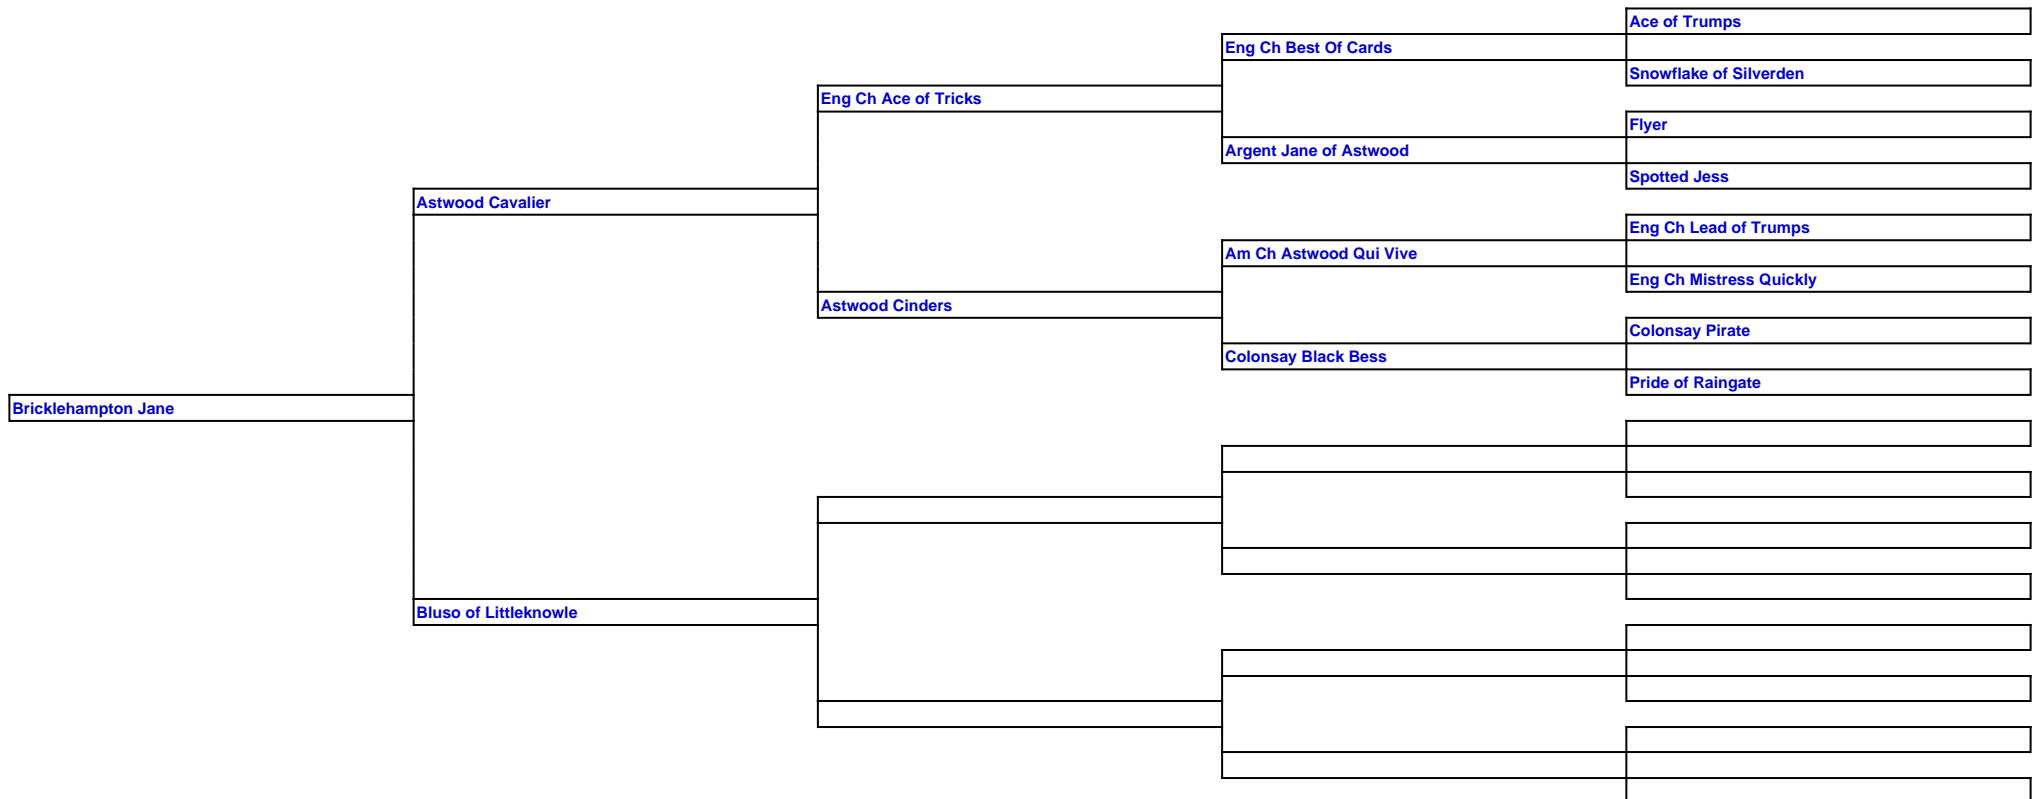 Ace of Trumps
Eng Ch Best Of Cards
Snowflake of Silverden
Eng Ch Ace of Tricks
Flyer
Argent Jane of Astwood
Spotted Jess
Astwood Cavalier
Eng Ch Lead of Trumps
Am Ch Astwood Qui Vive
Eng Ch Mistress Quickly
Astwood Cinders
Colonsay Pirate
Colonsay Black Bess
Pride of Raingate
Bricklehampton Jane
Bluso of Littleknowle